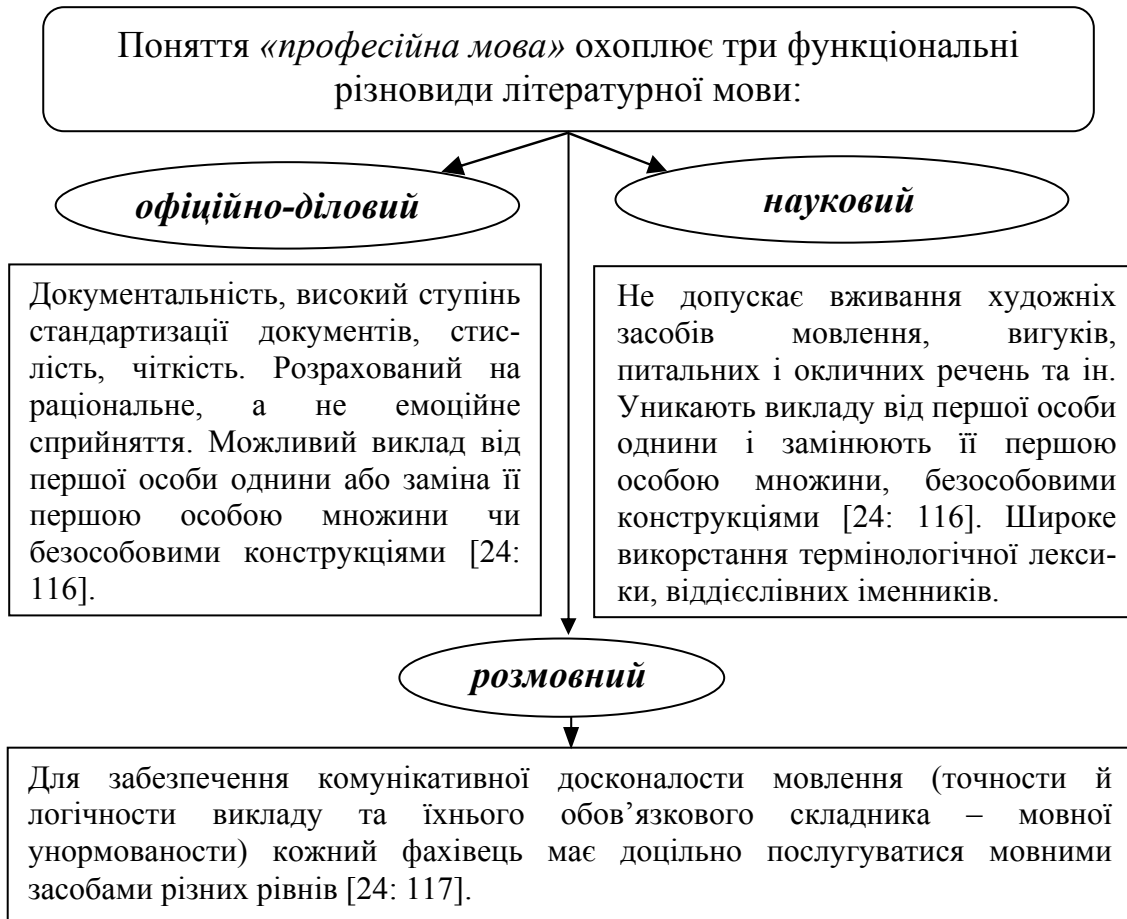 Поняття «професійна мова» охоплює три функціональні
різновиди літературної мови:
офіційно-діловий
науковий
Документальність, високий ступінь
стандартизації документів, стис-
лість, чіткість. Розрахований на
раціональне, а не емоційне
сприйняття. Можливий виклад від
першої особи однини або заміна її
першою особою множини чи
безособовими конструкціями [24:
116].
Не допускає вживання художніх
засобів мовлення, вигуків,
питальних і окличних речень та ін.
Уникають викладу від першої особи
однини і замінюють її першою
особою множини, безособовими
конструкціями [24: 116]. Широке
викорстання термінологічної лекси-
ки, віддієслівних іменників.
розмовний
Для забезпечення комунікативної досконалости мовлення (точности й
логічности викладу та їхнього обов’язкового складника – мовної
унормованости) кожний фахівець має доцільно послугуватися мовними
засобами різних рівнів [24: 117].